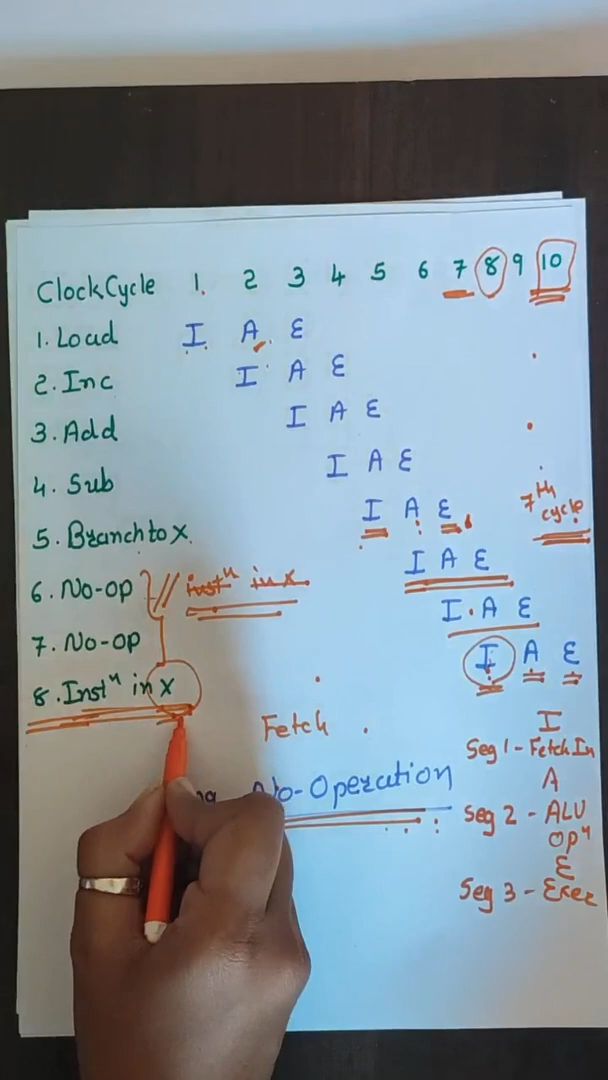 Clock Cycle 1. 2 3 4 5 6 7 8 9 10
1. Load I A E
2. Inc I A E
3. Add I A E
4. Sub I A E
5. Branch to X. I A E
7th cycle
6. No-op // instn in x. I A E
7. No-op I A E
8. Instn in X I A E
Fetch
No-Operation
I
Seg 1 - Fetch In
A
Seg 2 - ALU
Opn
E
Seg 3 - Exec